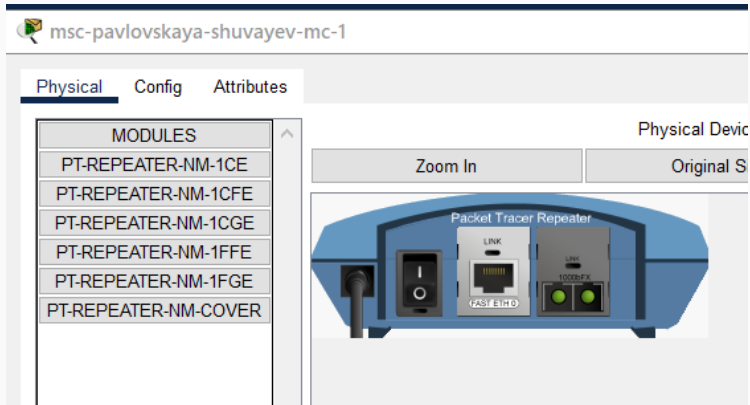 msc-pavlovskaya-shuvayev-mc-1
Physical Config Attributes
MODULES
PT-REPEATER-NM-1CE
PT-REPEATER-NM-1CFE
PT-REPEATER-NM-1CGE
PT-REPEATER-NM-1FFE
PT-REPEATER-NM-1FGE
PT-REPEATER-NM-COVER
Physical Devic
Zoom In Original S
Packet Tracer Repeater
LINK
FAST ETH 0
LINK
1000bFX